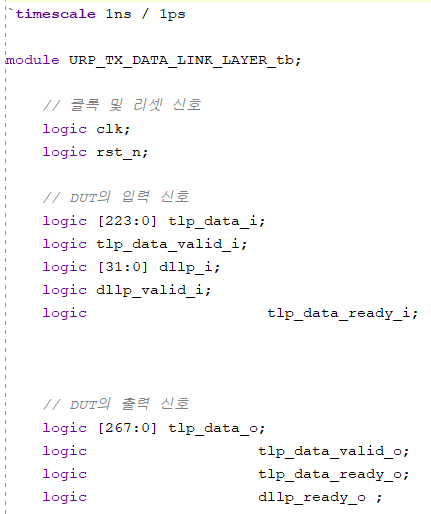 `timescale 1ns / 1ps
module URP_TX_DATA_LINK_LAYER_tb;
// 클록 및 리셋 신호
logic clk;
logic rst_n;
// DUT의 입력 신호
logic [223:0] tlp_data_i;
logic tlp_data_valid_i;
logic [31:0] dllp_i;
logic dllp_valid_i;
logic tlp_data_ready_i;
// DUT의 출력 신호
logic [267:0] tlp_data_o;
logic tlp_data_valid_o;
logic tlp_data_ready_o;
logic dllp_ready_o ;